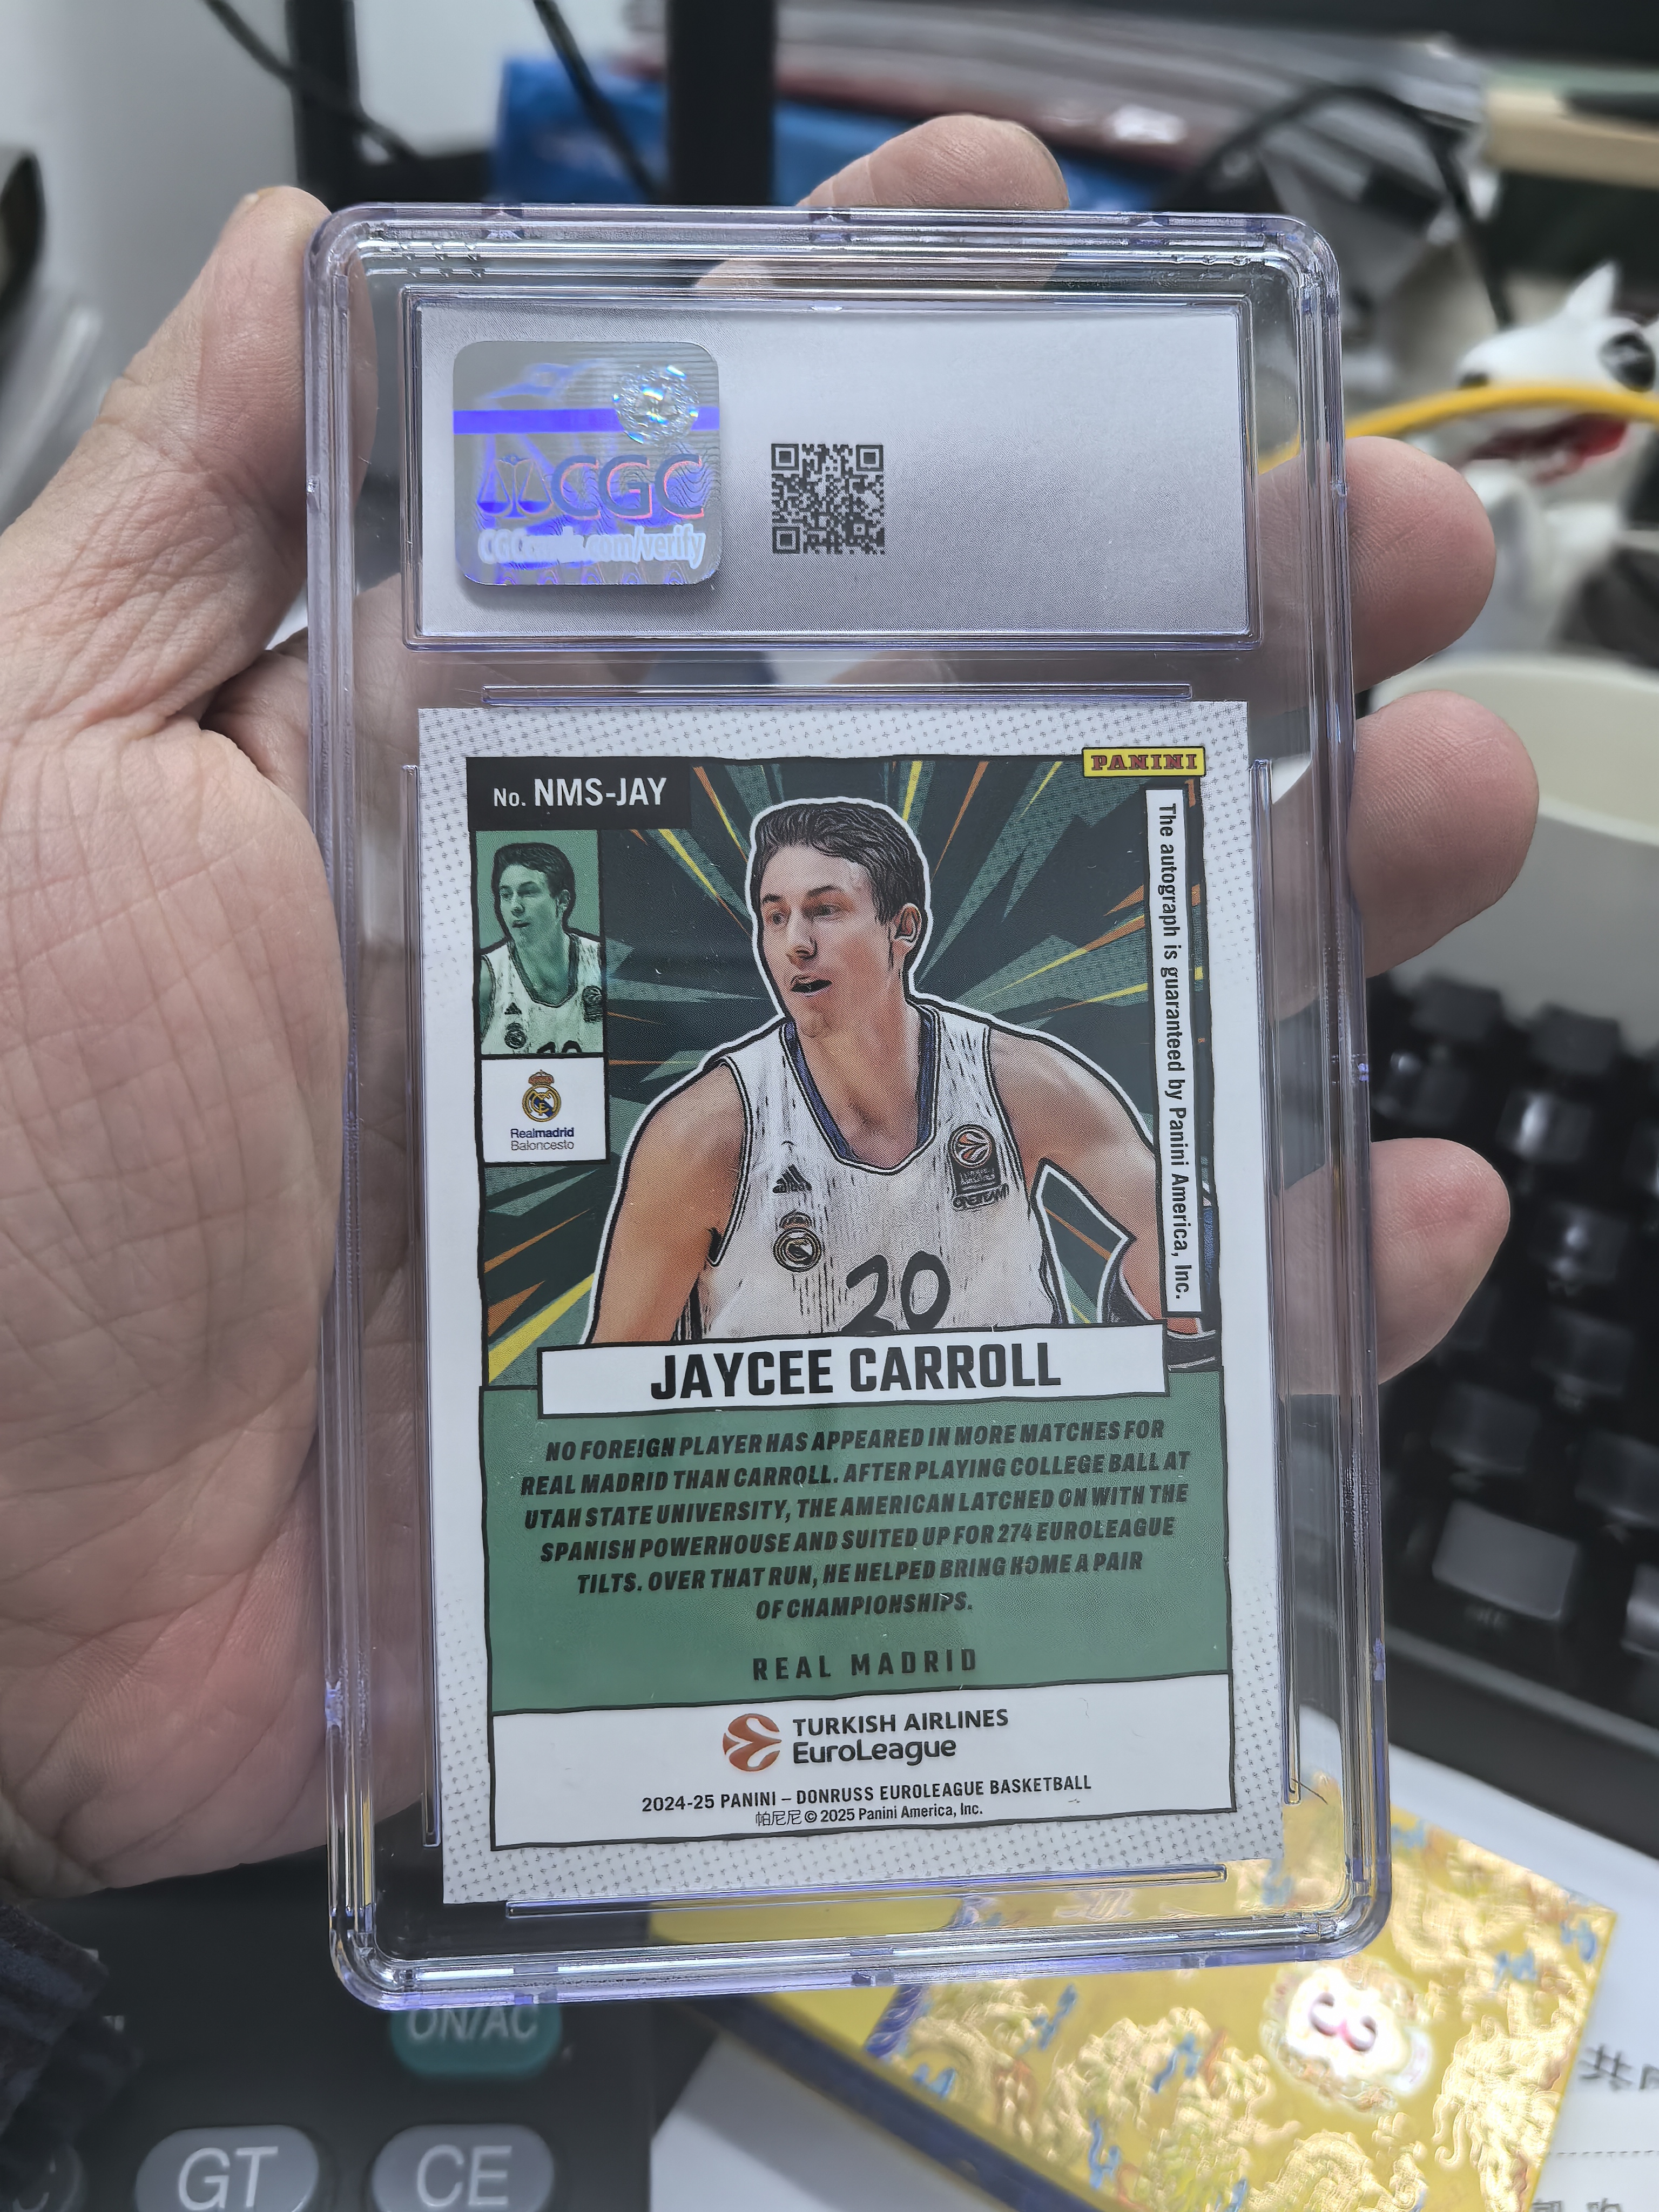 CGC
CGCcards.com/verify
PANINI
No. NMS-JAY
The autograph is guaranteed by Panini America, Inc.
Realmadrid
Baloncesto
20
JAYCEE CARROLL
NO FOREIGN PLAYER HAS APPEARED IN MORE MATCHES FOR
REAL MADRID THAN CARROLL. AFTER PLAYING COLLEGE BALL AT
UTAH STATE UNIVERSITY, THE AMERICAN LATCHED ON WITH THE
SPANISH POWERHOUSE AND SUITED UP FOR 274 EUROLEAGUE
TILTS. OVER THAT RUN, HE HELPED BRING HOME A PAIR
OF CHAMPIONSHIPS.
REAL MADRID
TURKISH AIRLINES
EuroLeague
2024-25 PANINI – DONRUSS EUROLEAGUE BASKETBALL
帕尼尼 © 2025 Panini America, Inc.
ON/AC
GT
CE